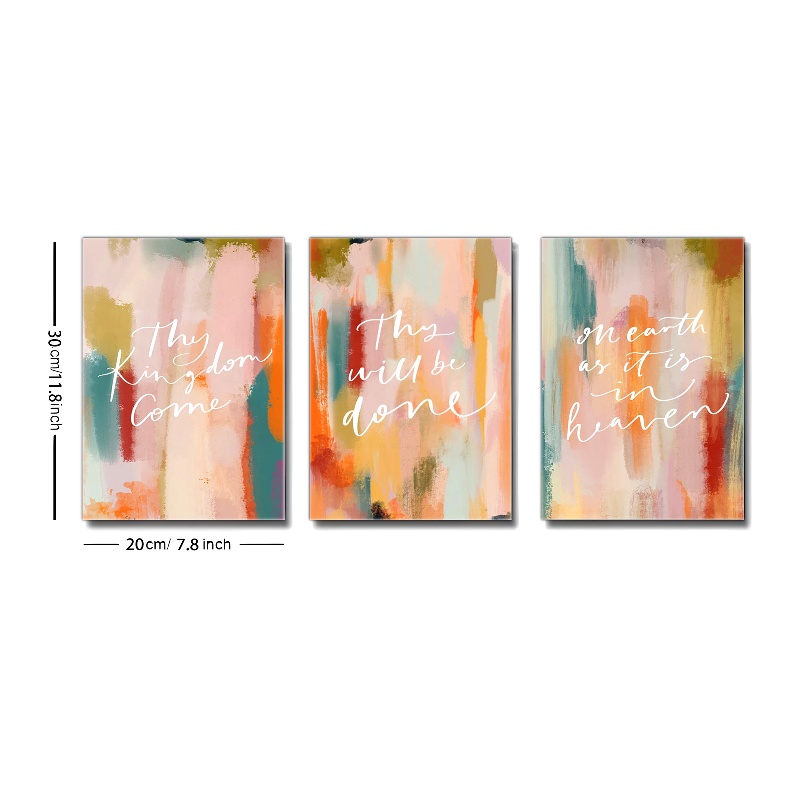 Thy
Kingdom
Come
Thy
will be
done
on earth
as it is
in
heaven
30cm/11.8inch
20cm/ 7.8 inch